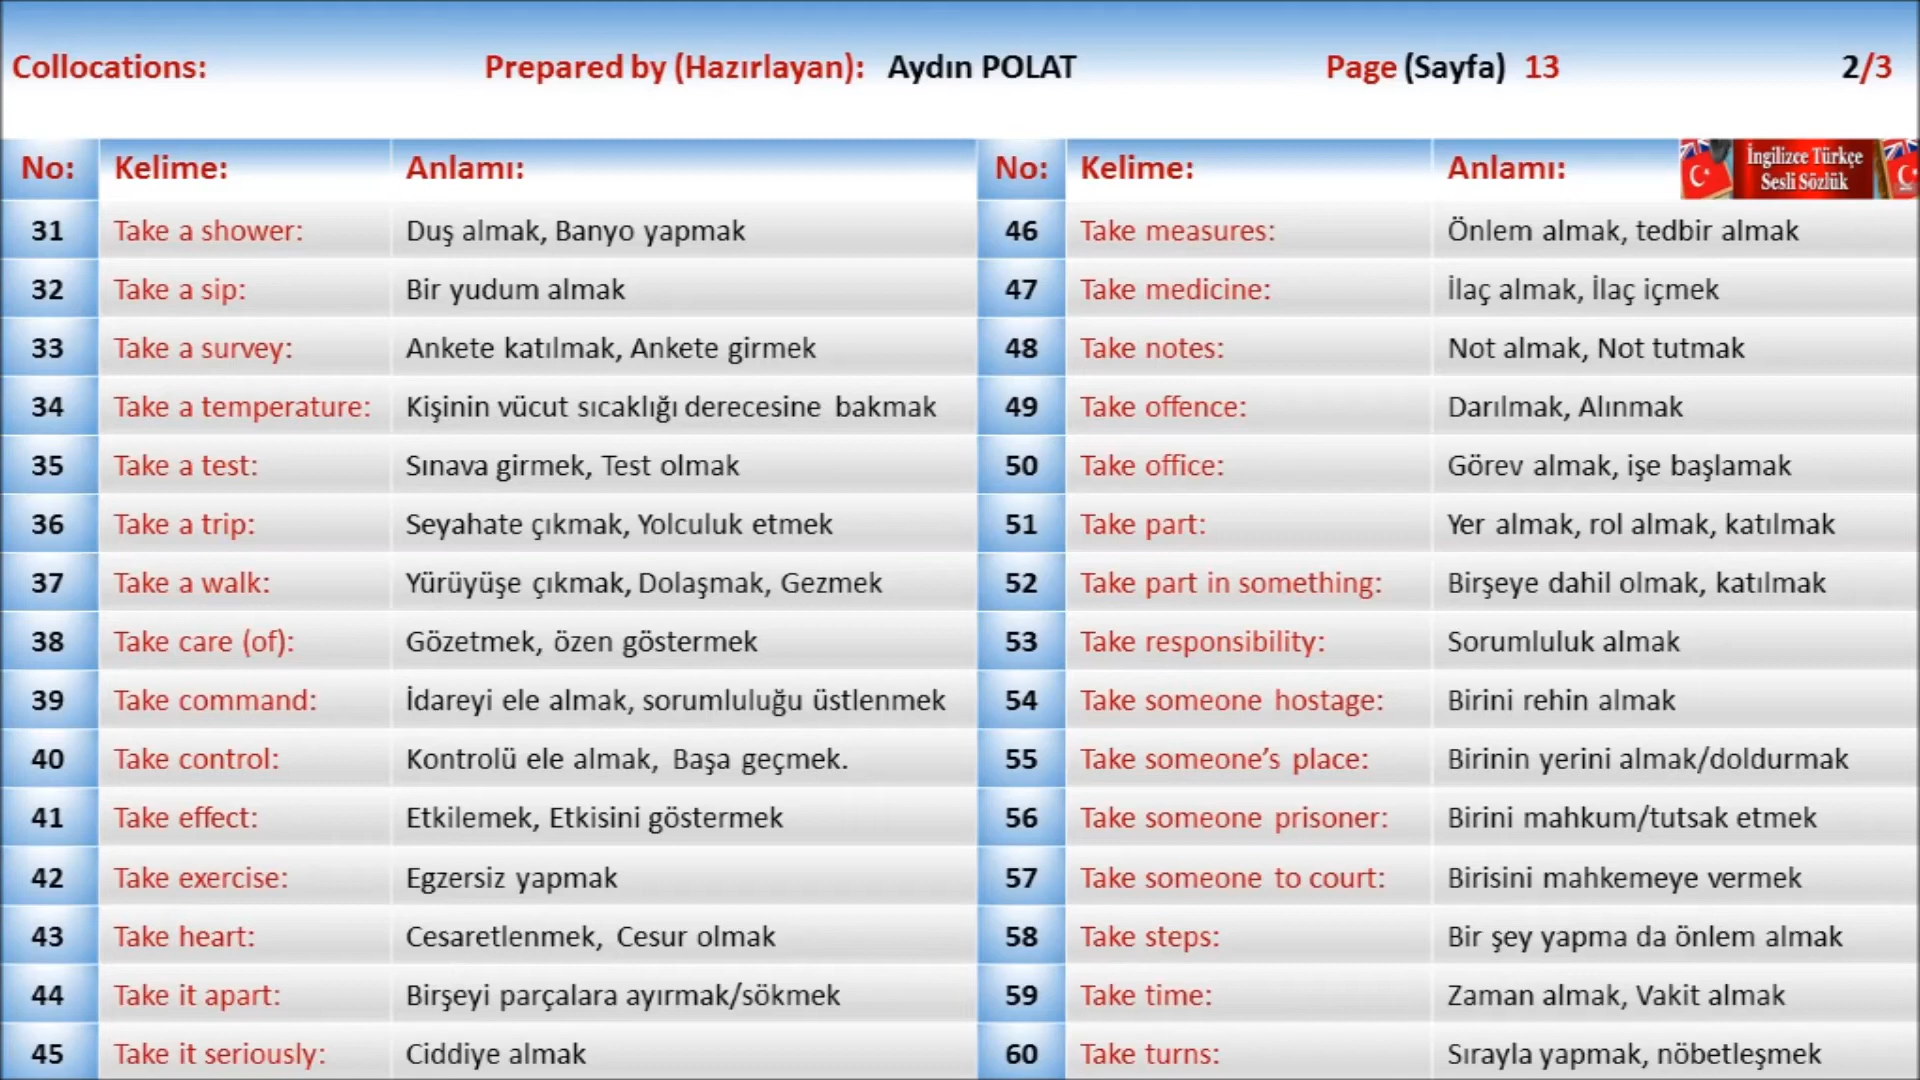 Collocations: Prepared by (Hazırlayan): Aydın POLAT Page (Sayfa) 13 2/3
No: Kelime: Anlamı: No: Kelime: Anlamı: İngilizce Türkçe
Sesli Sözlük
31 Take a shower: Duş almak, Banyo yapmak 46 Take measures: Önlem almak, tedbir almak
32 Take a sip: Bir yudum almak 47 Take medicine: İlaç almak, İlaç içmek
33 Take a survey: Ankete katılmak, Ankete girmek 48 Take notes: Not almak, Not tutmak
34 Take a temperature: Kişinin vücut sıcaklığı derecesine bakmak 49 Take offence: Darılmak, Alınmak
35 Take a test: Sınava girmek, Test olmak 50 Take office: Görev almak, işe başlamak
36 Take a trip: Seyahate çıkmak, Yolculuk etmek 51 Take part: Yer almak, rol almak, katılmak
37 Take a walk: Yürüyüşe çıkmak, Dolaşmak, Gezmek 52 Take part in something: Birşeye dahil olmak, katılmak
38 Take care (of): Gözetmek, özen göstermek 53 Take responsibility: Sorumluluk almak
39 Take command: İdareyi ele almak, sorumluluğu üstlenmek 54 Take someone hostage: Birini rehin almak
40 Take control: Kontrolü ele almak, Başa geçmek. 55 Take someone’s place: Birinin yerini almak/doldurmak
41 Take effect: Etkilemek, Etkisini göstermek 56 Take someone prisoner: Birini mahkum/tutsak etmek
42 Take exercise: Egzersiz yapmak 57 Take someone to court: Birisini mahkemeye vermek
43 Take heart: Cesaretlenmek, Cesur olmak 58 Take steps: Bir şey yapma da önlem almak
44 Take it apart: Birşeyi parçalara ayırmak/sökmek 59 Take time: Zaman almak, Vakit almak
45 Take it seriously: Ciddiye almak 60 Take turns: Sırayla yapmak, nöbetleşmek